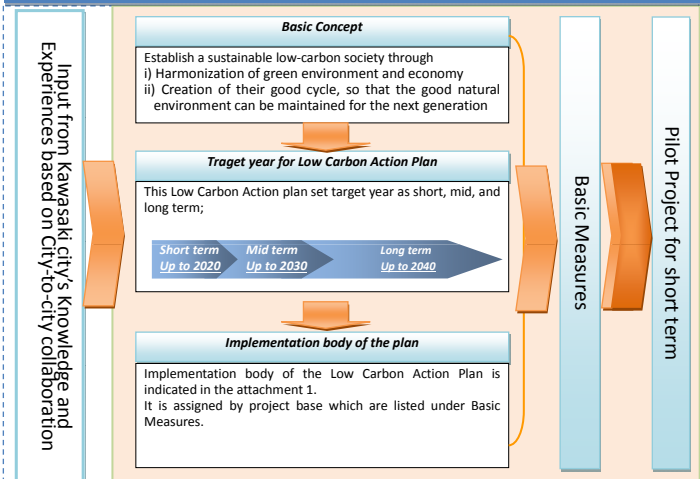 Input from Kawasaki city's Knowledge and
Experiences based on City-to-city collaboration
Basic Concept
Establish a sustainable low-carbon society through
i) Harmonization of green environment and economy
ii) Creation of their good cycle, so that the good natural
environment can be maintained for the next generation
Traget year for Low Carbon Action Plan
This Low Carbon Action plan set target year as short, mid, and
long term;
Short term
Up to 2020
Mid term
Up to 2030
Long term
Up to 2040
Implementation body of the plan
Implementation body of the Low Carbon Action Plan is
indicated in the attachment 1.
It is assigned by project base which are listed under Basic
Measures.
Basic Measures
Pilot Project for short term